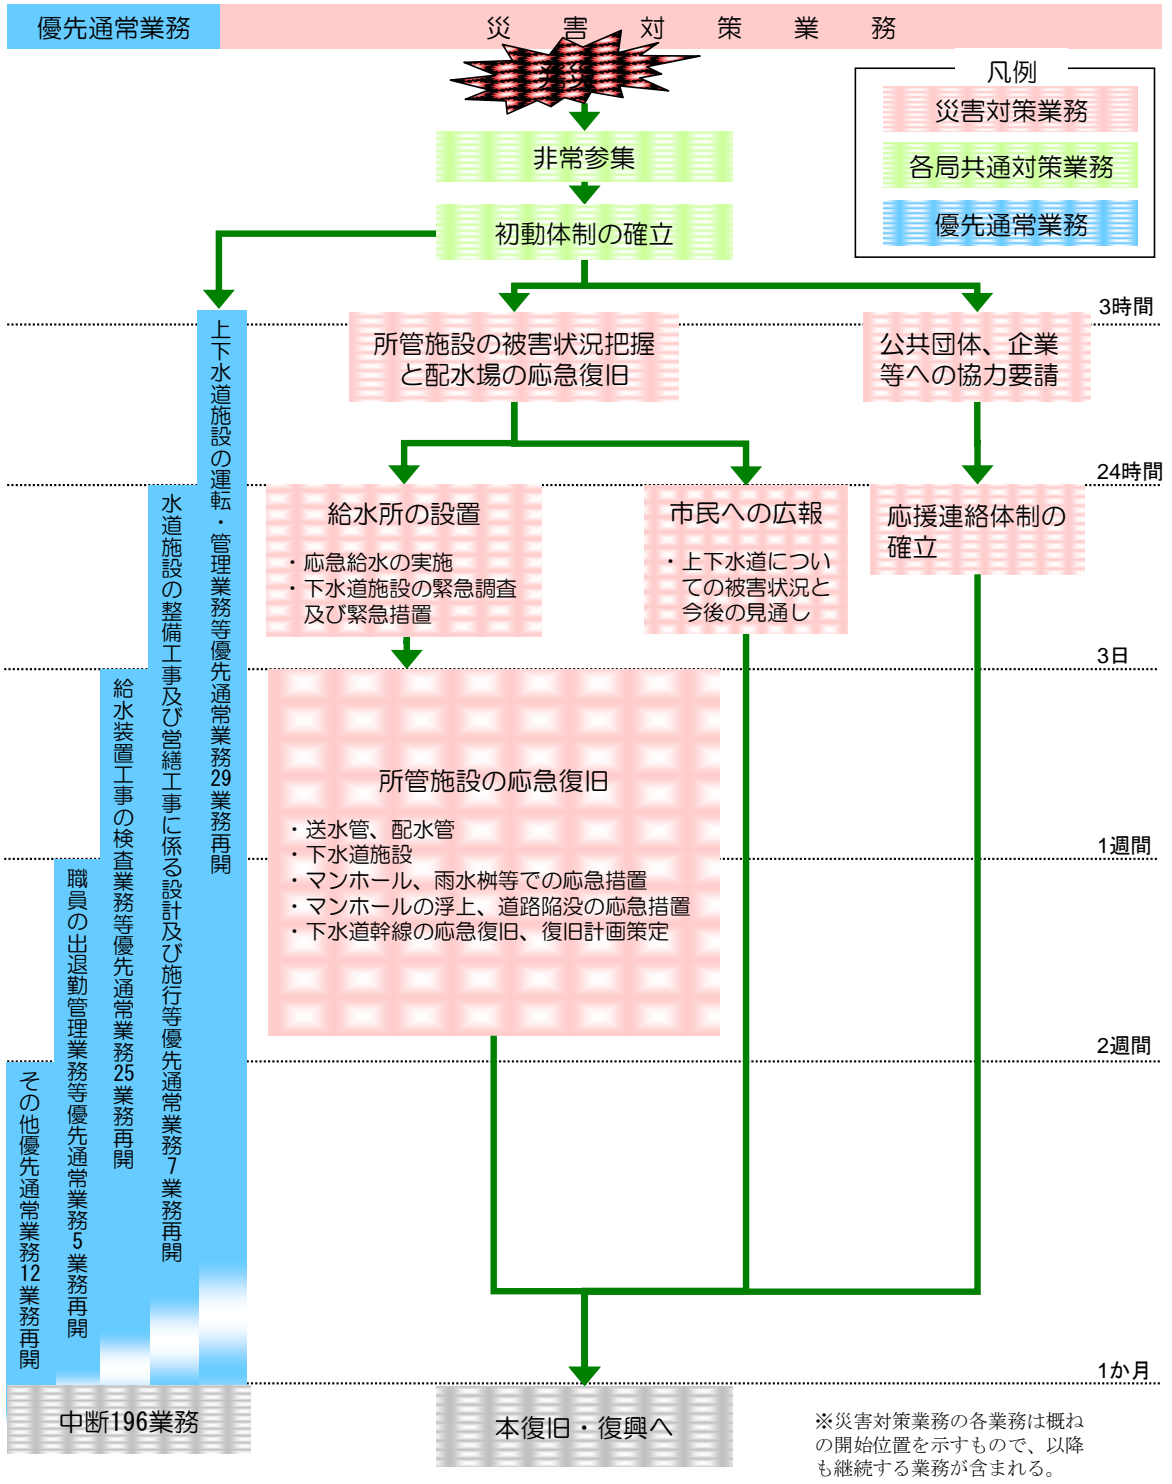 優先通常業務
災害対策業務
発災
凡例
災害対策業務
各局共通対策業務
優先通常業務
非常参集
初動体制の確立
3時間
所管施設の被害状況把握
と配水場の応急復旧
公共団体、企業
等への協力要請
24時間
給水所の設置
・応急給水の実施
・下水道施設の緊急調査
及び緊急措置
市民への広報
・上下水道につい
ての被害状況と
今後の見通し
応援連絡体制の
確立
3日
所管施設の応急復旧
・送水管、配水管
・下水道施設
・マンホール、雨水桝等での応急措置
・マンホールの浮上、道路陥没の応急措置
・下水道幹線の応急復旧、復旧計画策定
1週間
2週間
1か月
上下水道施設の運転・管理業務等優先通常業務29業務再開
水道施設の整備工事及び営繕工事に係る設計及び施行等優先通常業務7業務再開
給水装置工事の検査業務等優先通常業務25業務再開
職員の出退勤管理業務等優先通常業務5業務再開
その他優先通常業務12業務再開
中断196業務
本復旧・復興へ
※災害対策業務の各業務は概ね
の開始位置を示すもので、以降
も継続する業務が含まれる。